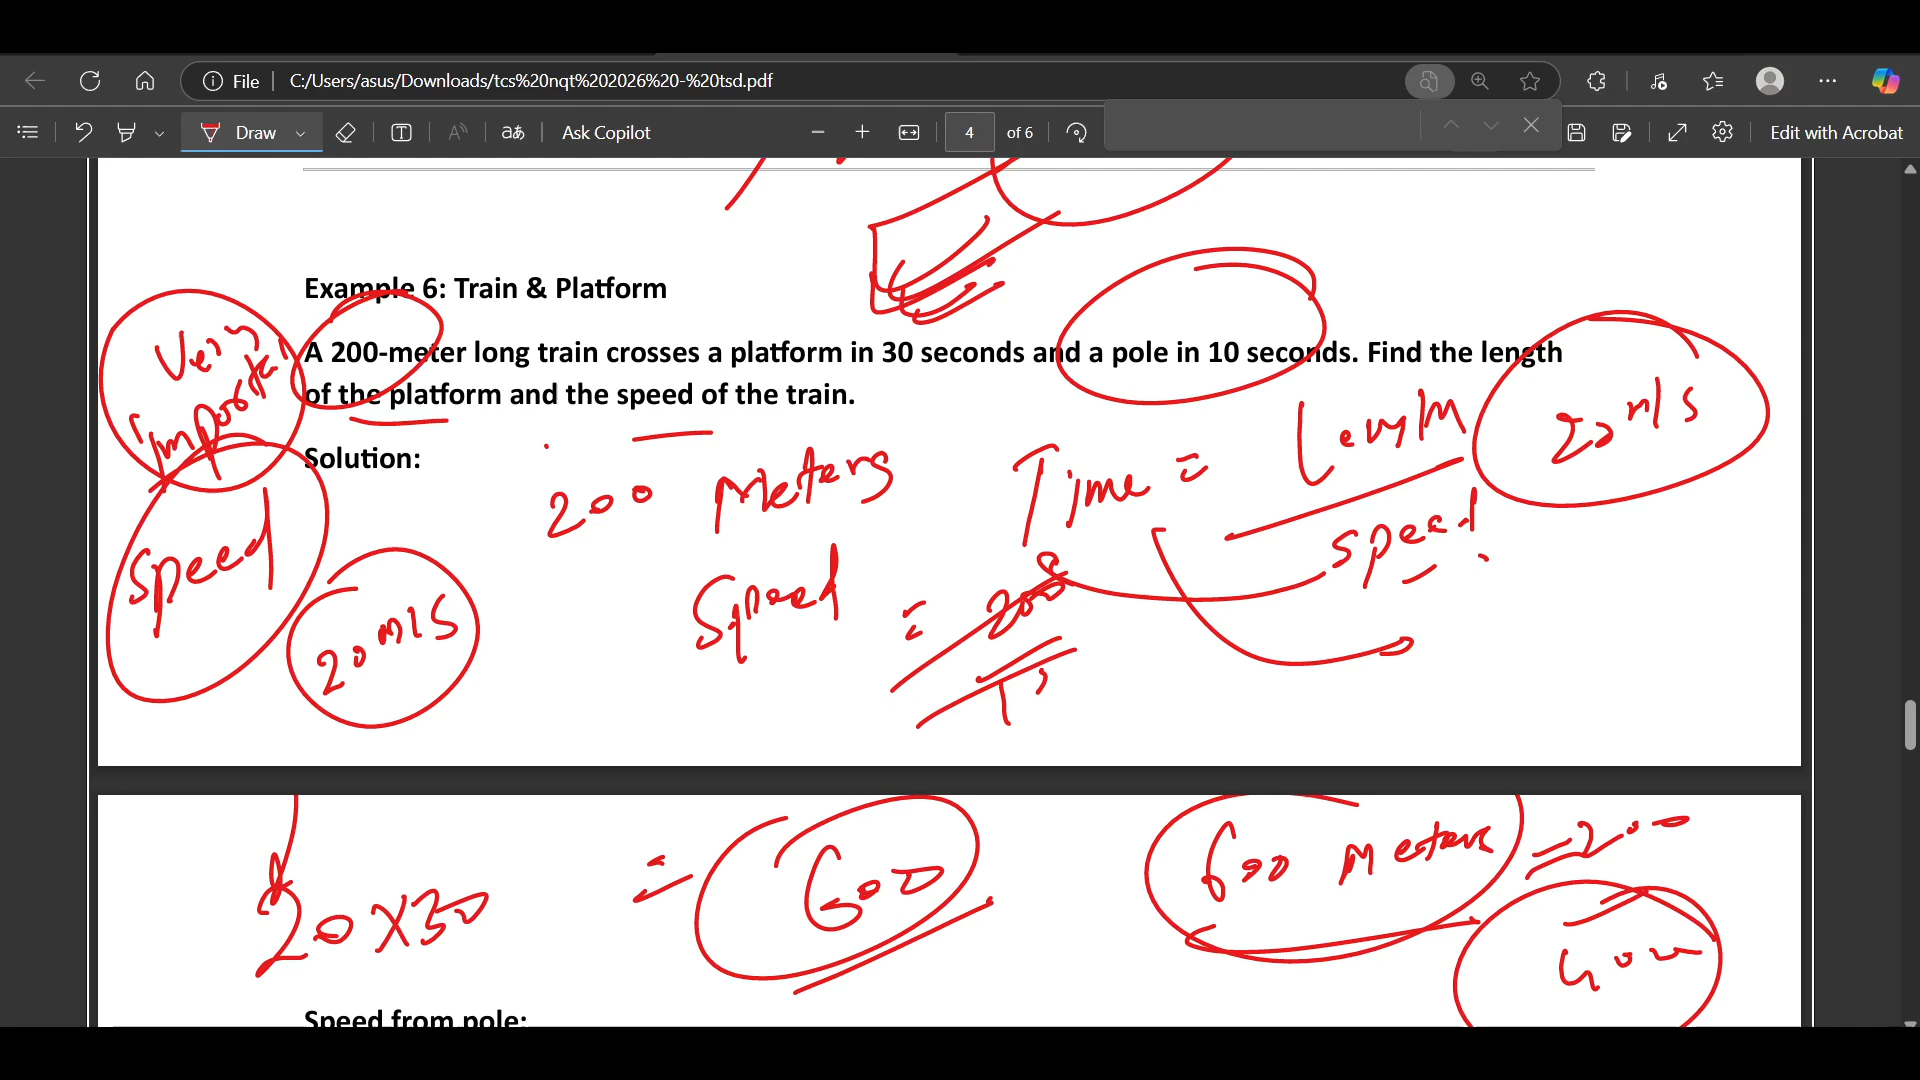 File C:/Users/asus/Downloads/tcs%20nqt%202026%20-%20tsd.pdf
Draw Ask Copilot 4 of 6 Edit with Acrobat
Example 6: Train & Platform
A 200-meter long train crosses a platform in 30 seconds and a pole in 10 seconds. Find the length
of the platform and the speed of the train.
Very
important
Solution:
200 Meters
Time = Length
speed
20 m/s
speed
20 m/s
Speed =
20 X 30 = 600
600 Meters - 200
400
Speed from pole: